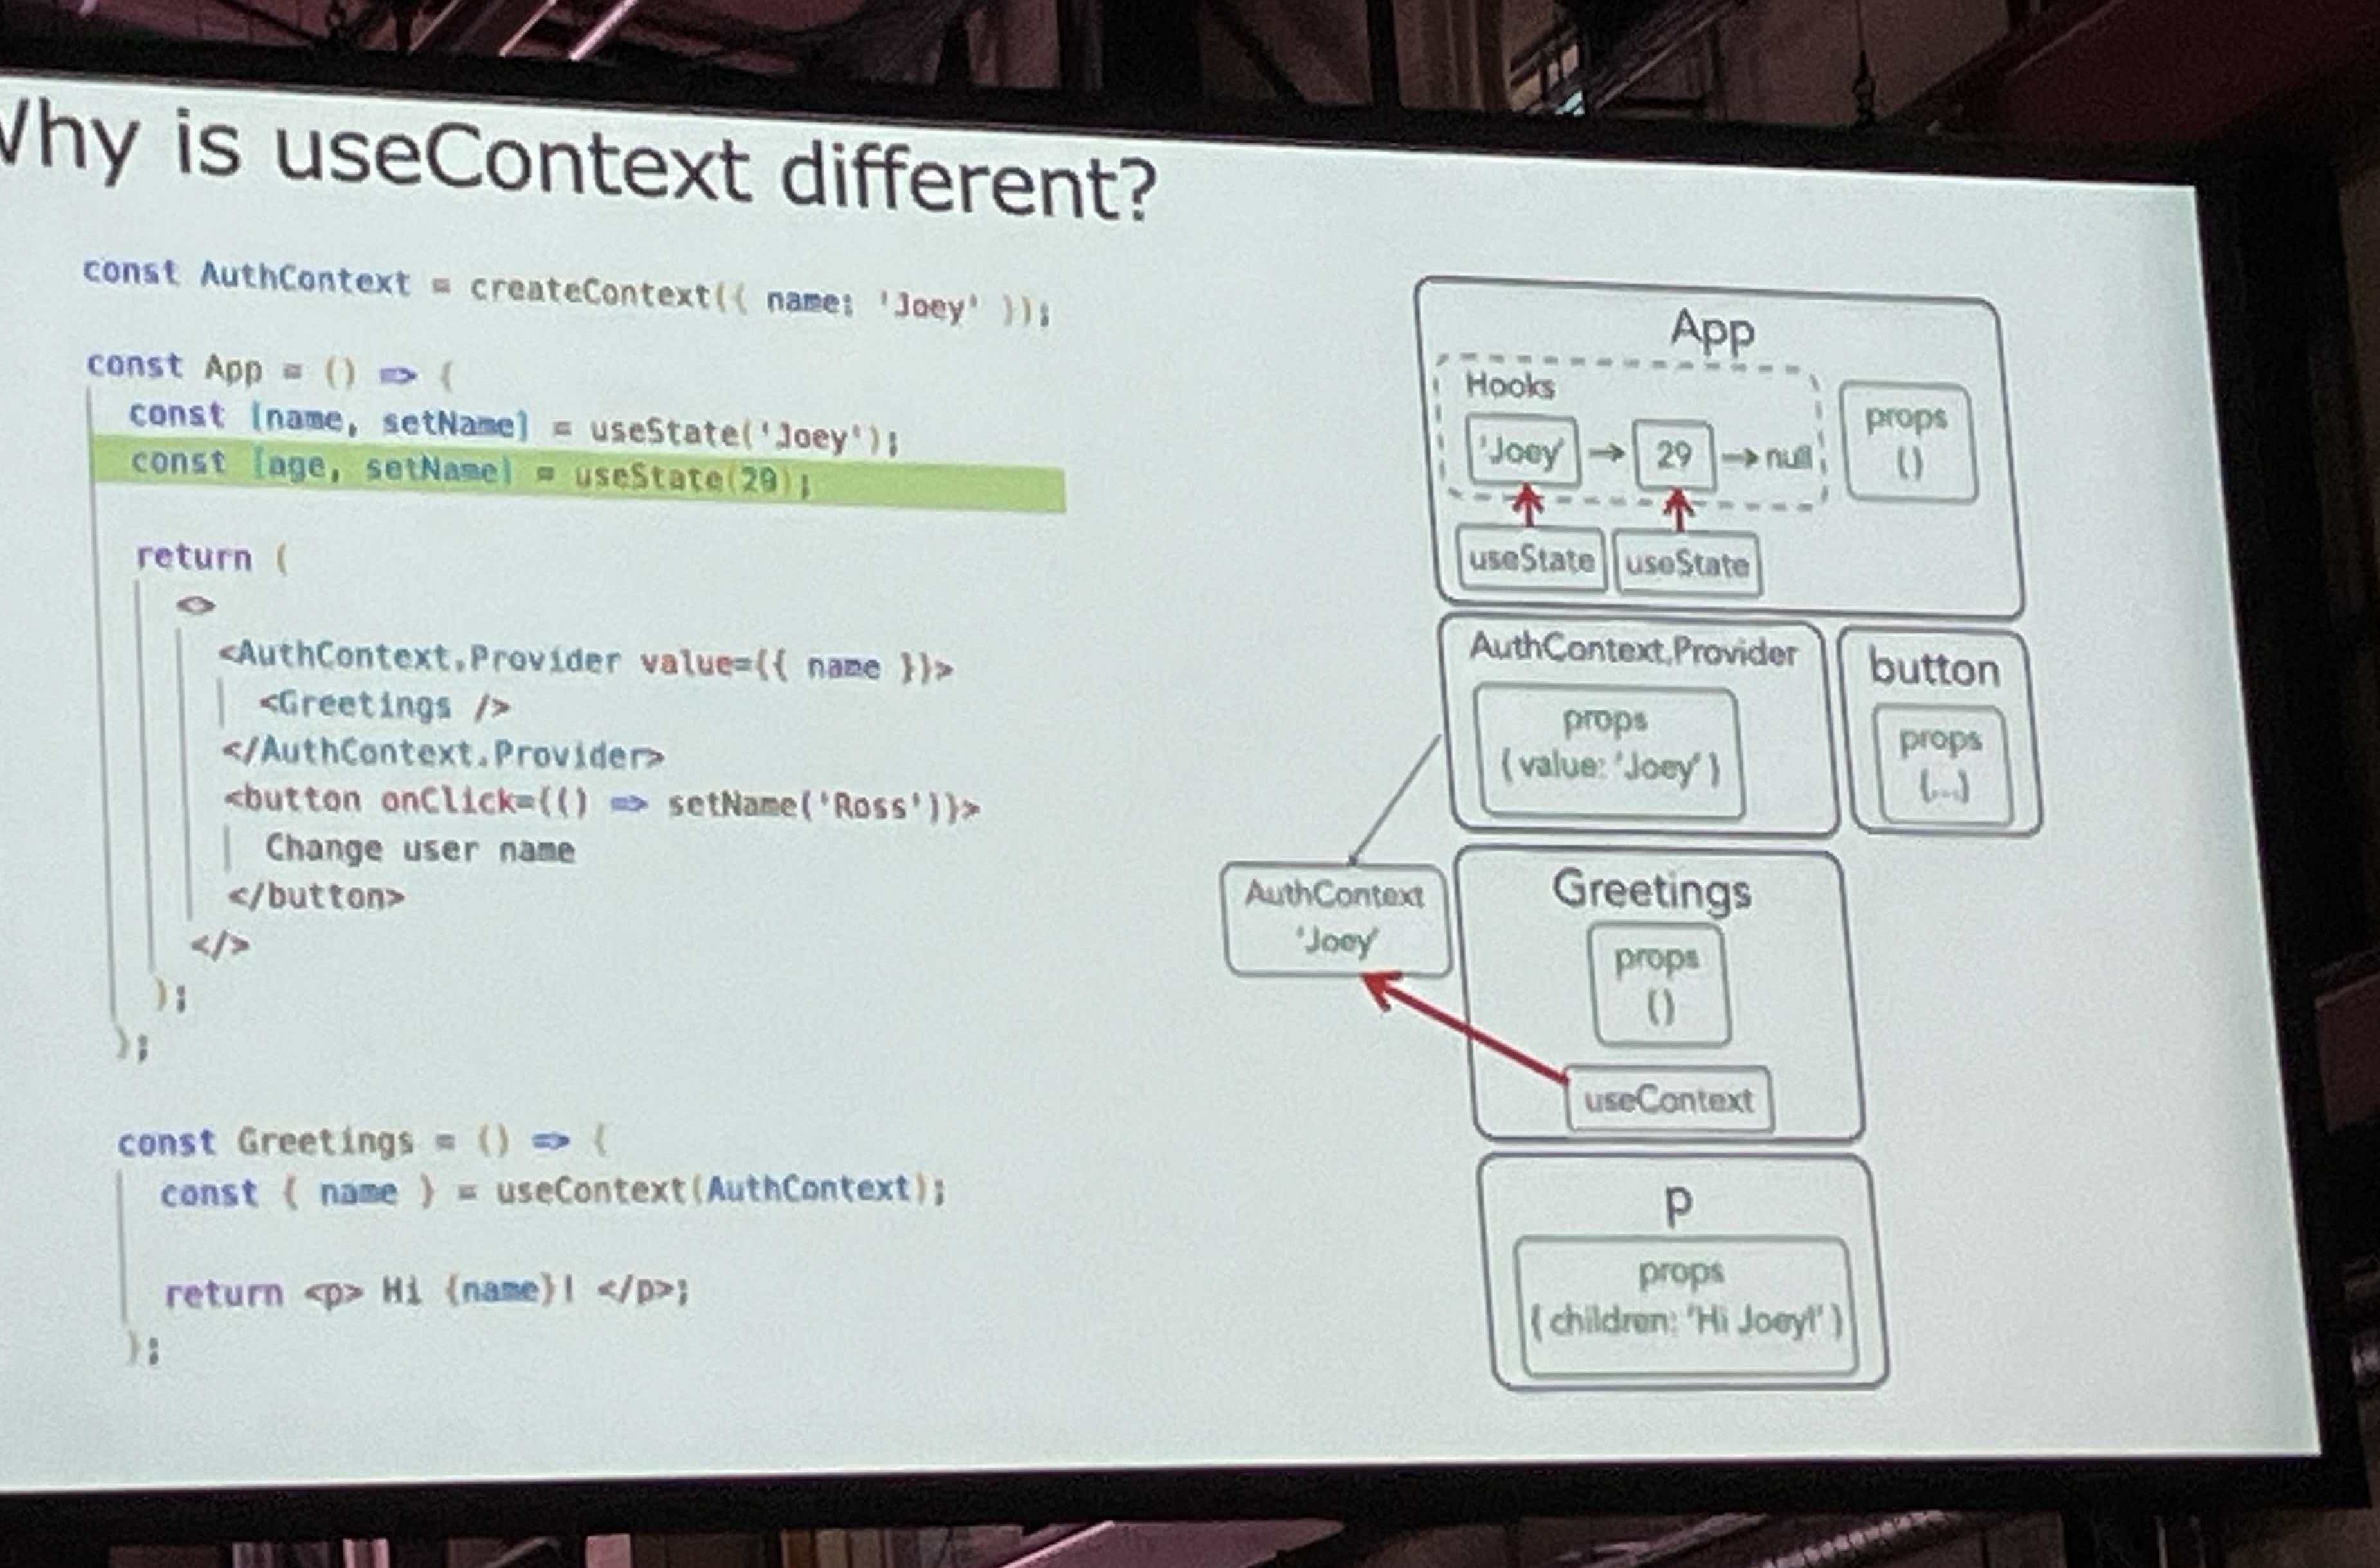 Why is useContext different?
const AuthContext = createContext({ name: 'Joey' });
const App = () => {
const [name, setName] = useState('Joey');
const [age, setName] = useState(29);
return (
<>
<AuthContext.Provider value={{ name }}>
<Greetings />
</AuthContext.Provider>
<button onClick={() => setName('Ross')}>
Change user name
</button>
</>
);
};
const Greetings = () => {
const { name } = useContext(AuthContext);
return <p> Hi {name}! </p>;
};
App
Hooks
'Joey' → 29 → null
props
{}
useState useState
AuthContext.Provider
props
{ value: 'Joey' }
button
props
{...}
AuthContext
'Joey'
Greetings
props
{}
useContext
p
props
{ children: 'Hi Joey!' }